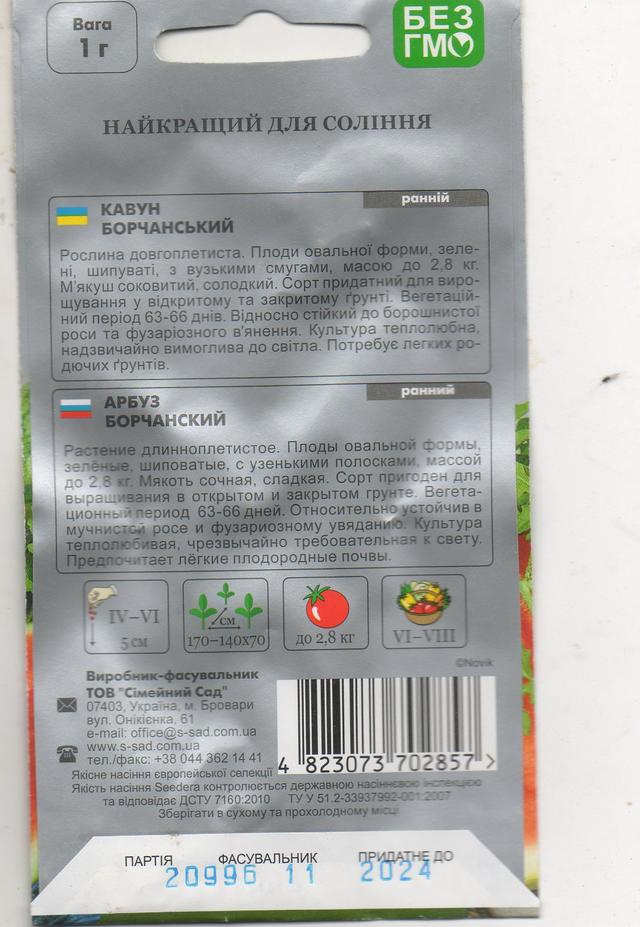 Вага
1 г
БЕЗ
ГМО
НАЙКРАЩИЙ ДЛЯ СОЛІННЯ
ранній
КАВУН
БОРЧАНСЬКИЙ
Рослина довгоплетиста. Плоди овальної форми, зеле-
ні, шипуваті, з вузькими смугами, масою до 2,8 кг.
М'якуш соковитий, солодкий. Сорт придатний для виро-
щування у відкритому та закритому ґрунті. Вегетацій-
ний період 63-66 днів. Відносно стійкий до борошнистої
роси та фузаріозного в'янення. Культура теплолюбна,
надзвичайно вимоглива до світла. Потребує легких ро-
дючих ґрунтів.
ранний
АРБУЗ
БОРЧАНСКИЙ
Растение длинноплетистое. Плоды овальной формы,
зелёные, шиповатые, с узенькими полосками, массой
до 2,8 кг. Мякоть сочная, сладкая. Сорт пригоден для
выращивания в открытом и закрытом грунте. Вегета-
ционный период 63-66 дней. Относительно устойчив в
мучнистой росе и фузариозному увяданию. Культура
теплолюбивая, чрезвычайно требовательная к свету.
Предпочитает лёгкие плодородные почвы.
IV–VI
5 см
см
170–140х70
до 2,8 кг
VI–VIII
©Novik
Виробник-фасувальник
ТОВ "Сімейний Сад"
07403, Україна, м. Бровари
вул. Онікієнка, 61
e-mail: office@s-sad.com.ua
www.s-sad.com.ua
тел./факс: +38 044 362 14 41
4 823073 702857 >
Якісне насіння європейської селекції
Якість насіння Seedera контролюється державною насіннєвою інспекцією
та відповідає ДСТУ 7160:2010 ТУ У 51.2-33937992-001:2007
Зберігати в сухому та прохолодному місці
ПАРТІЯ ФАСУВАЛЬНИК ПРИДАТНЕ ДО
20996 11 2024